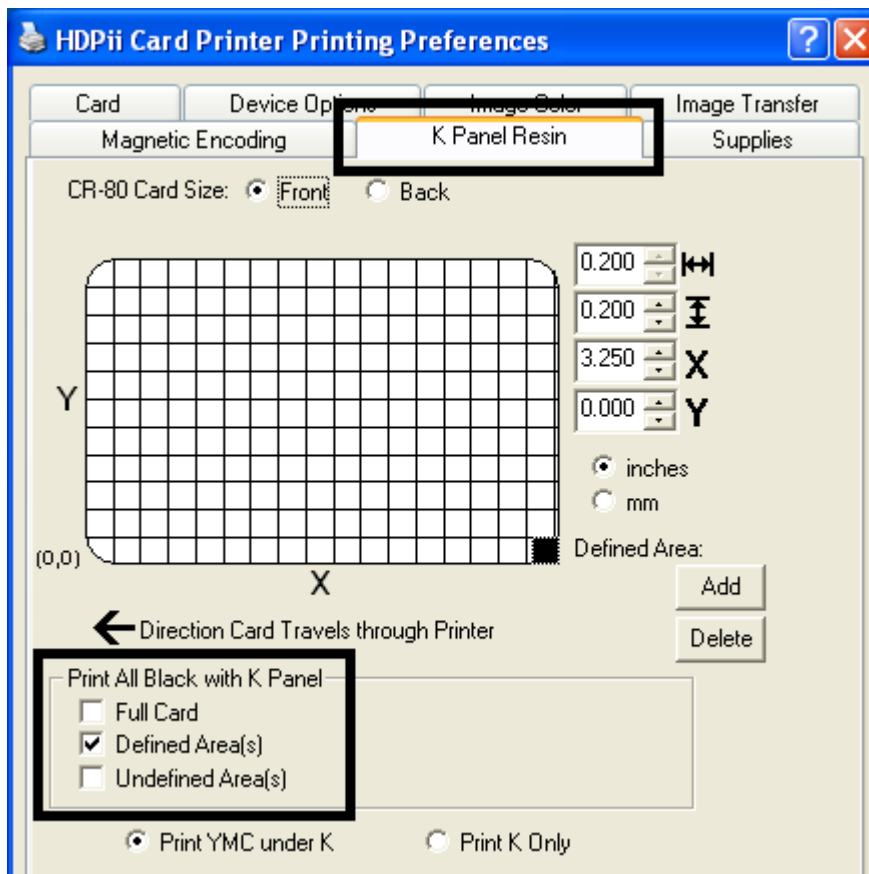 HDPii Card Printer Printing Preferences
Card
Device Options
Image Color
Image Transfer
Magnetic Encoding
K Panel Resin
Supplies
CR-80 Card Size: Front Back
0.200
0.200
3.250 X
0.000 Y
Y
inches
mm
(0,0)
X
Defined Area:
Add
Direction Card Travels through Printer
Delete
Print All Black with K Panel
Full Card
Defined Area(s)
Undefined Area(s)
Print YMC under K
Print K Only